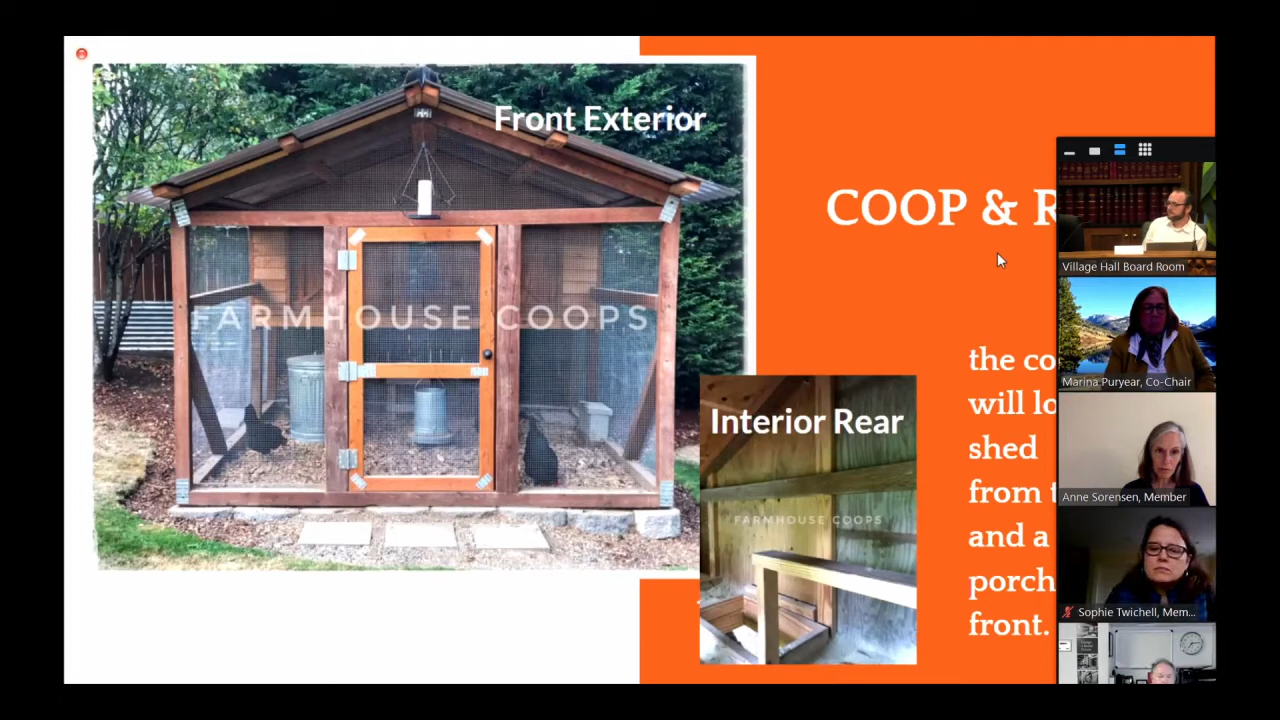 Front Exterior
FARMHOUSE COOPS
COOP & R
Interior Rear
FARMHOUSE COOPS
the co
will lo
shed
from t
and a
porch
front.
Village Hall Board Room
Marina Puryear, Co-Chair
Anne Sorensen, Member
Sophie Twichell, Mem...